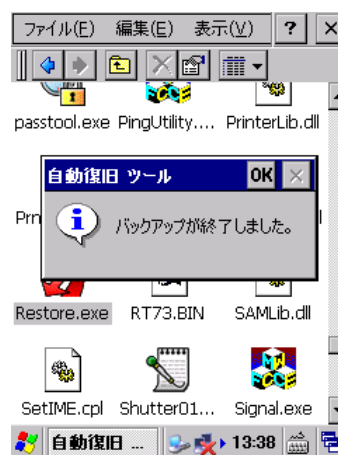 ファイル(F) 編集(E) 表示(V) ?
passtool.exe PingUtility.... PrinterLib.dll
自動復旧 ツール OK
バックアップが終了しました。
Prn
Restore.exe RT73.BIN SAMLib.dll
SetIME.cpl Shutter01... Signal.exe
自動復旧 ... 13:38